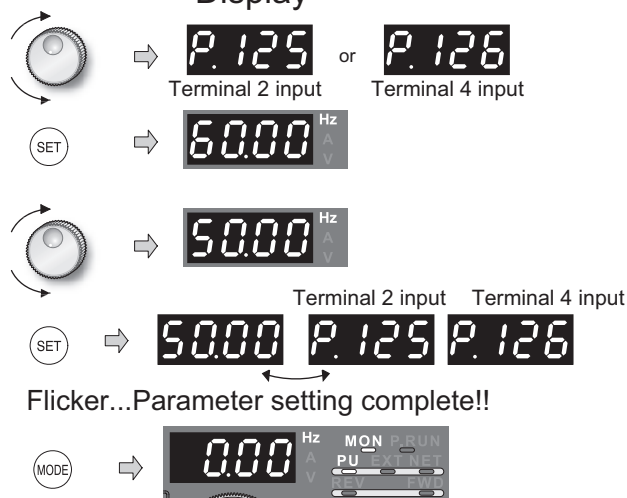 Display
P.125 or P.126
Terminal 2 input Terminal 4 input
SET 60.00 Hz A V
50.00 Hz A V
Terminal 2 input Terminal 4 input
SET 50.00 P.125 P.126
Flicker...Parameter setting complete!!
MODE 0.00 Hz A V MON P.RUN
PU EXT NET
REV FWD